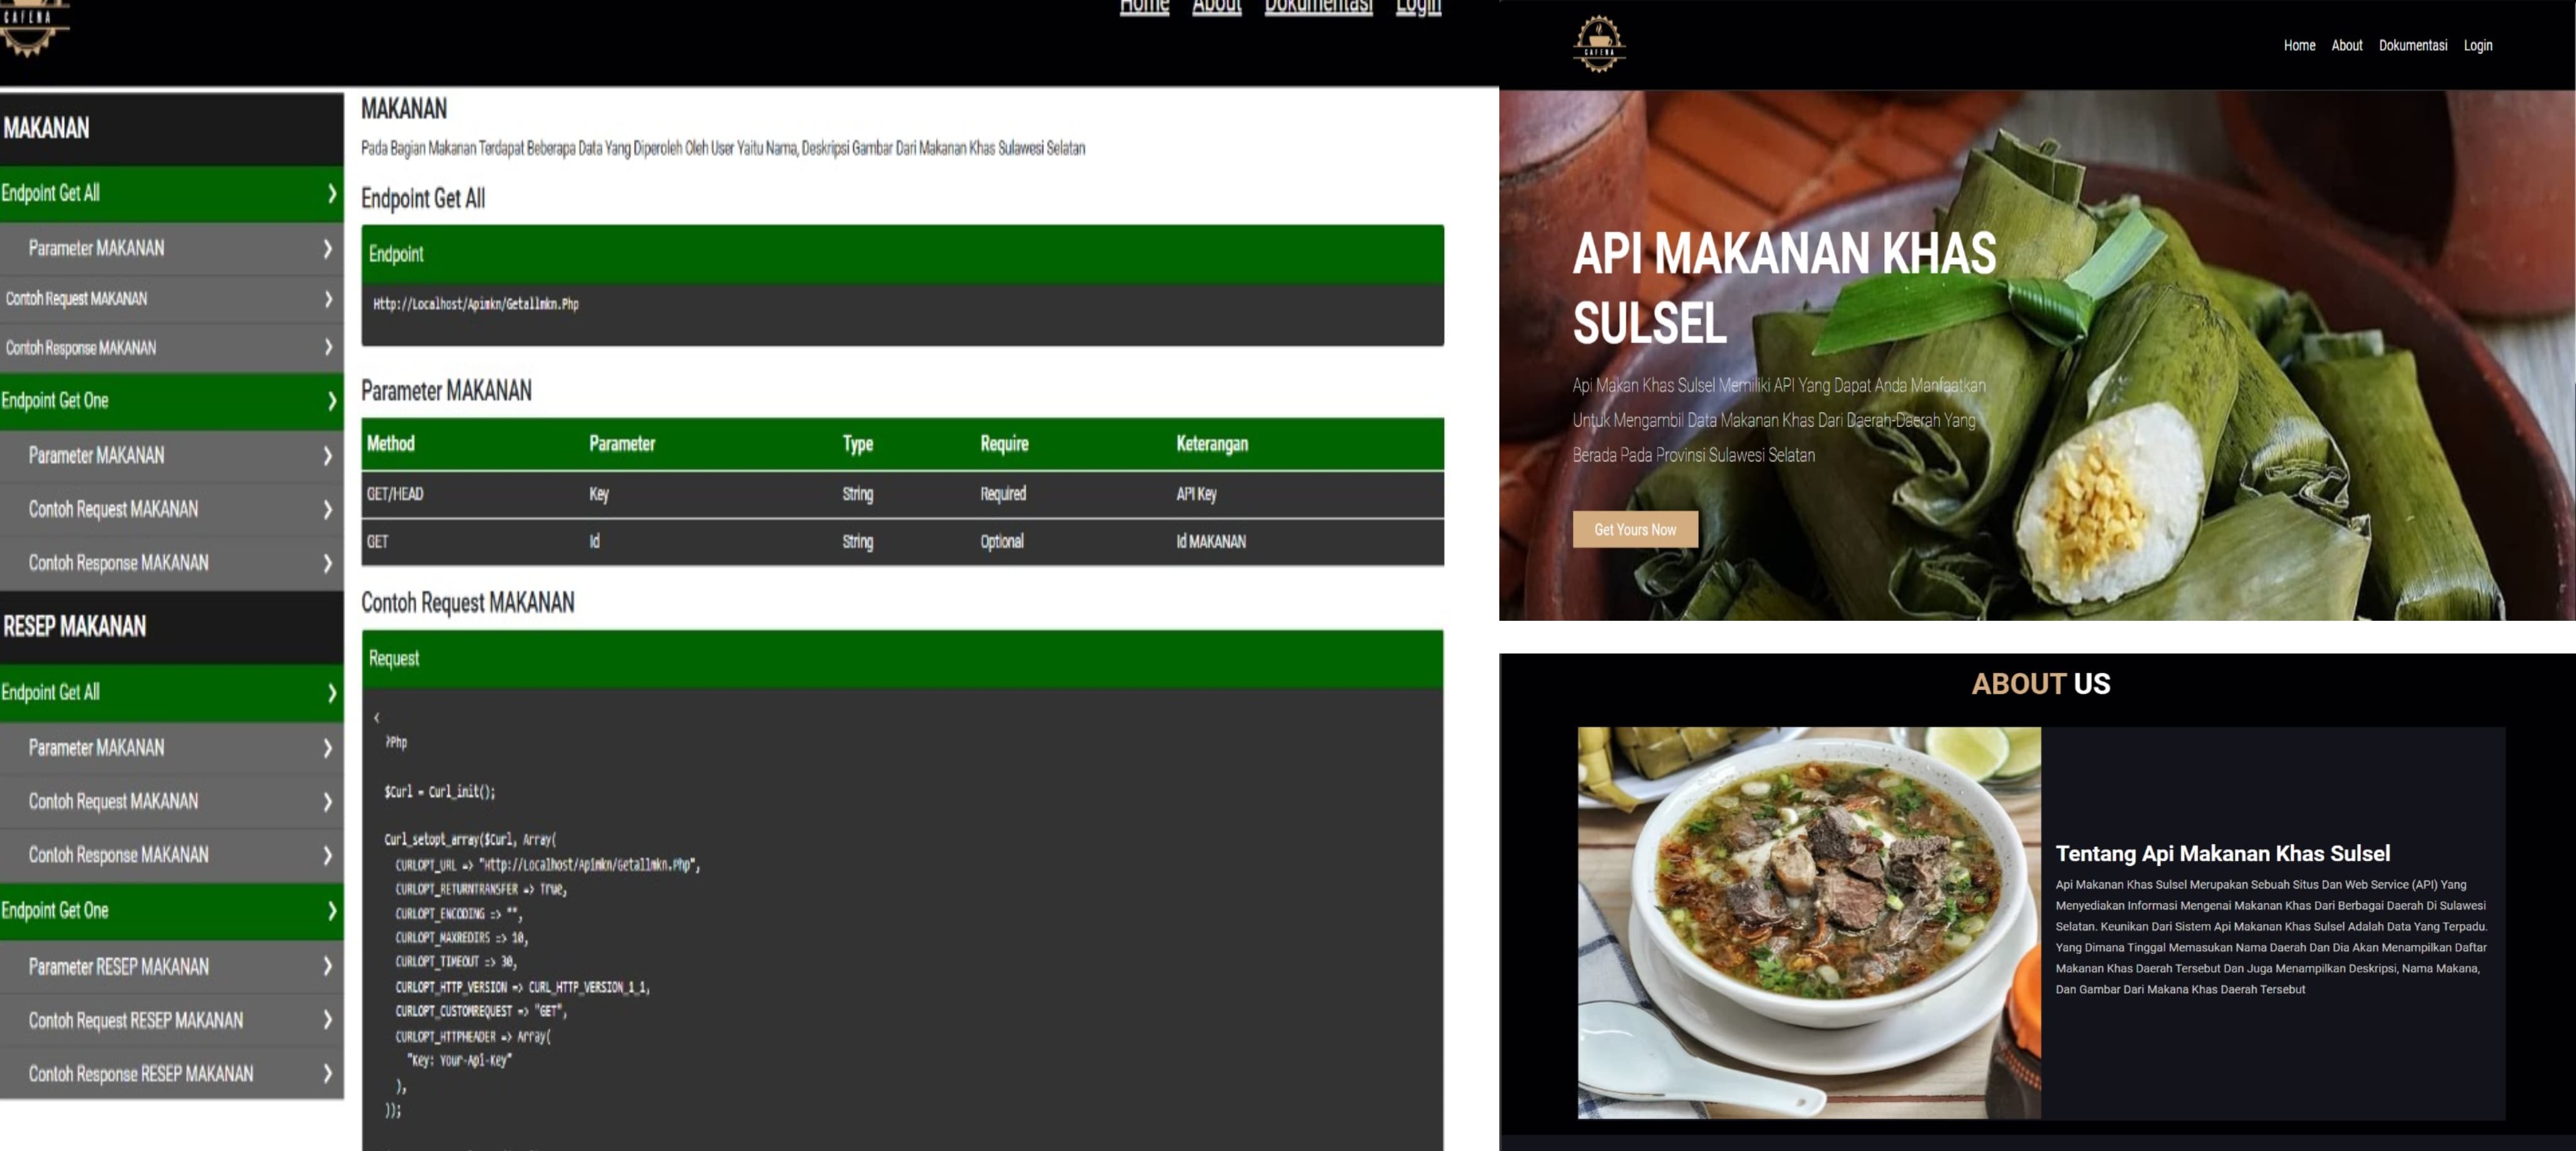 CAFENA
Home About Dokumentasi Login
MAKANAN
Endpoint Get All
Parameter MAKANAN
Contoh Request MAKANAN
Contoh Response MAKANAN
Endpoint Get One
Parameter MAKANAN
Contoh Request MAKANAN
Contoh Response MAKANAN
RESEP MAKANAN
Endpoint Get All
Parameter MAKANAN
Contoh Request MAKANAN
Contoh Response MAKANAN
Endpoint Get One
Parameter RESEP MAKANAN
Contoh Request RESEP MAKANAN
Contoh Response RESEP MAKANAN
MAKANAN
Pada Bagian Makanan Terdapat Beberapa Data Yang Diperoleh Oleh User Yaitu Nama, Deskripsi Gambar Dari Makanan Khas Sulawesi Selatan
Endpoint Get All
Endpoint
Http://Localhost/Apimkn/Getallmkn.Php
Parameter MAKANAN
Method Parameter Type Require Keterangan
GET/HEAD Key String Required API Key
GET Id String Optional Id MAKANAN
Contoh Request MAKANAN
Request
<
?Php
$Curl = Curl_init();
Curl_setopt_array($Curl, Array(
CURLOPT_URL => "Http://Localhost/Apimkn/Getallmkn.Php",
CURLOPT_RETURNTRANSFER => True,
CURLOPT_ENCODING => "",
CURLOPT_MAXREDIRS => 10,
CURLOPT_TIMEOUT => 30,
CURLOPT_HTTP_VERSION => CURL_HTTP_VERSION_1_1,
CURLOPT_CUSTOMREQUEST => "GET",
CURLOPT_HTTPHEADER => Array(
"Key: Your-Api-Key"
),
));
CAFENA
Home About Dokumentasi Login
API MAKANAN KHAS
SULSEL
Api Makan Khas Sulsel Memiliki API Yang Dapat Anda Manfaatkan
Untuk Mengambil Data Makanan Khas Dari Daerah-Daerah Yang
Berada Pada Provinsi Sulawesi Selatan
Get Yours Now
ABOUT US
Tentang Api Makanan Khas Sulsel
Api Makanan Khas Sulsel Merupakan Sebuah Situs Dan Web Service (API) Yang
Menyediakan Informasi Mengenai Makanan Khas Dari Berbagai Daerah Di Sulawesi
Selatan. Keunikan Dari Sistem Api Makanan Khas Sulsel Adalah Data Yang Terpadu.
Yang Dimana Tinggal Memasukan Nama Daerah Dan Dia Akan Menampilkan Daftar
Makanan Khas Daerah Tersebut Dan Juga Menampilkan Deskripsi, Nama Makana,
Dan Gambar Dari Makana Khas Daerah Tersebut